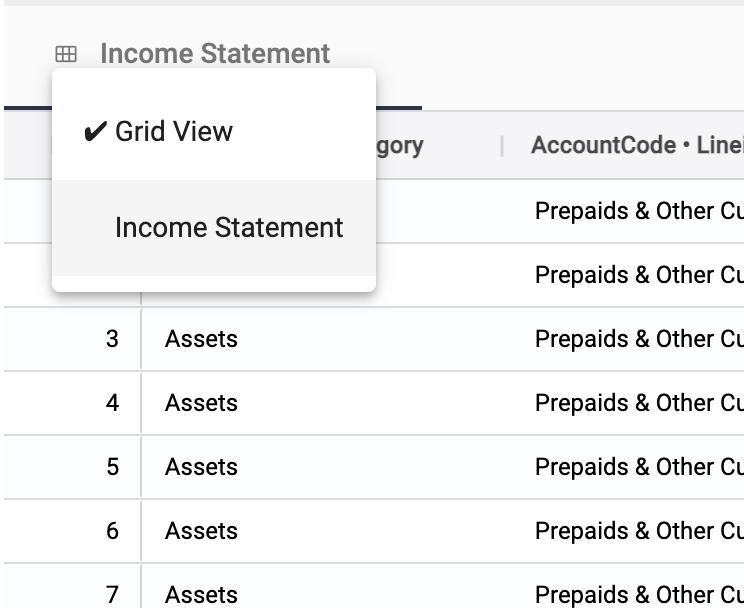 Income Statement
✔ Grid View
Income Statement
gory | AccountCode • Line
Prepaids & Other Cu
Prepaids & Other Cu
3 Assets Prepaids & Other Cu
4 Assets Prepaids & Other Cu
5 Assets Prepaids & Other Cu
6 Assets Prepaids & Other Cu
7 Assets Prepaids & Other Cu